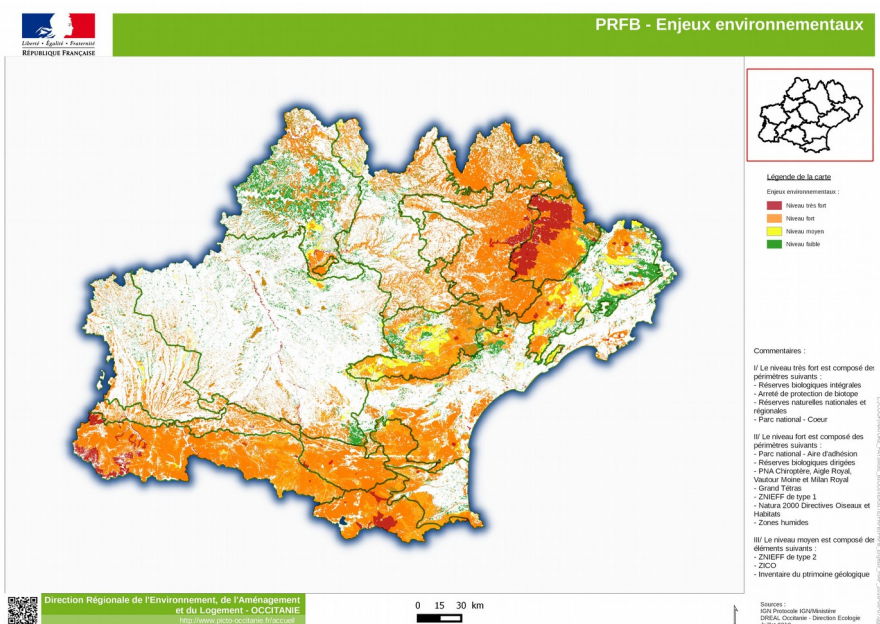 PRFB - Enjeux environnementaux
Liberté • Égalité • Fraternité
RÉPUBLIQUE FRANÇAISE
Légende de la carte
Enjeux environnementaux :
Niveau très fort
Niveau fort
Niveau moyen
Niveau faible
Commentaires :
I/ Le niveau très fort est composé des
périmètres suivants :
- Réserves biologiques intégrales
- Arreté de protection de biotope
- Réserves naturelles nationales et
régionales
- Parc national - Coeur
II/ Le niveau fort est composé des
périmètres suivants :
- Parc national - Aire d'adhésion
- Réserves biologiques dirigées
- PNA Chiroptère, Aigle Royal,
Vautour Moine et Milan Royal
- Grand Tétras
- ZNIEFF de type 1
- Natura 2000 Directives Oiseaux et
Habitats
- Zones humides
III/ Le niveau moyen est composé des
éléments suivants :
- ZNIEFF de type 2
- ZICO
- Inventaire du ptrimoine géologique
Direction Régionale de l'Environnement, de l'Aménagement
et du Logement - OCCITANIE
http://www.picto-occitanie.fr/accueil
0 15 30 km
Sources :
IGN Protocole IGN/Ministère
DREAL Occitanie - Direction Ecologie